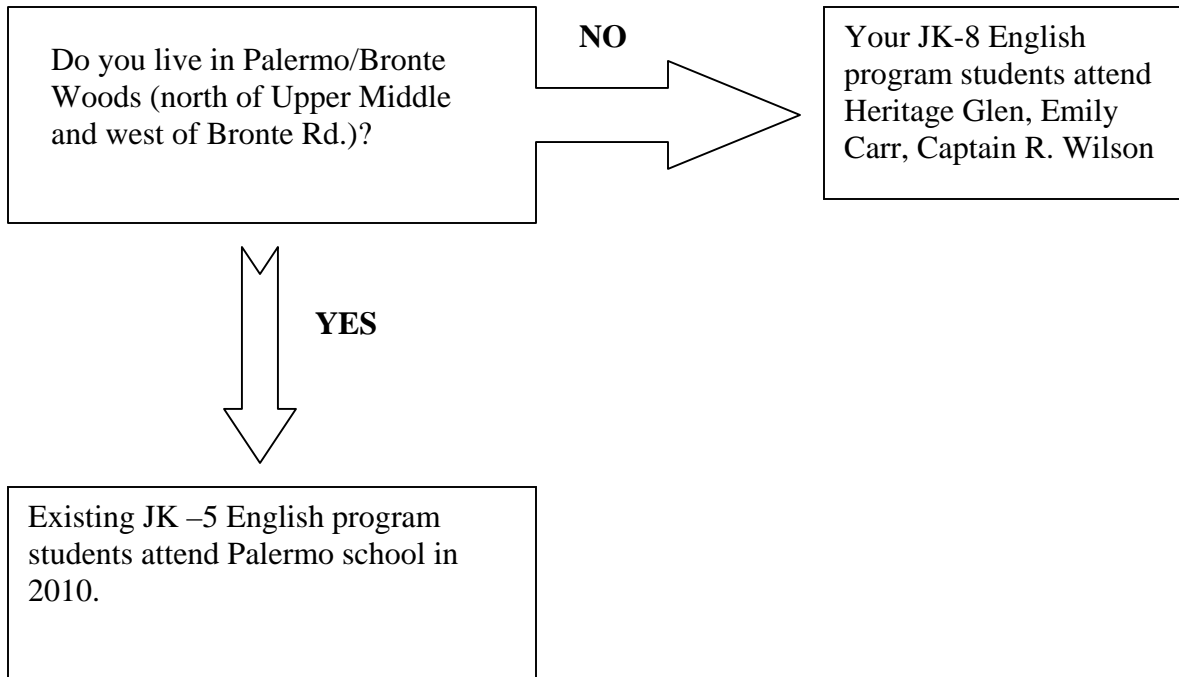 Do you live in Palermo/Bronte
Woods (north of Upper Middle
and west of Bronte Rd.)?
NO
Your JK-8 English
program students attend
Heritage Glen, Emily
Carr, Captain R. Wilson
YES
Existing JK –5 English program
students attend Palermo school in
2010.